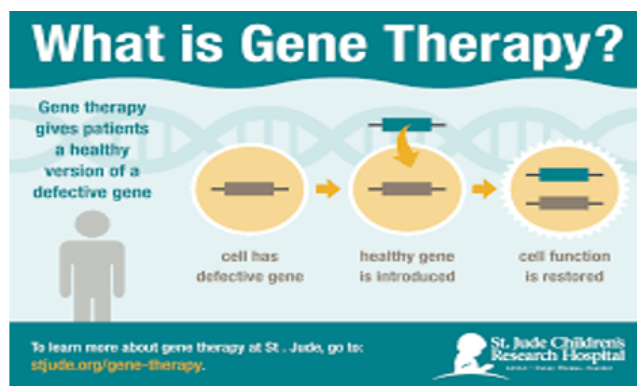 What is Gene Therapy?
Gene therapy
gives patients
a healthy
version of a
defective gene
cell has
defective gene
healthy gene
is introduced
cell function
is restored
To learn more about gene therapy at St . Jude, go to:
stjude.org/gene-therapy.
St. Jude Children's
Research Hospital